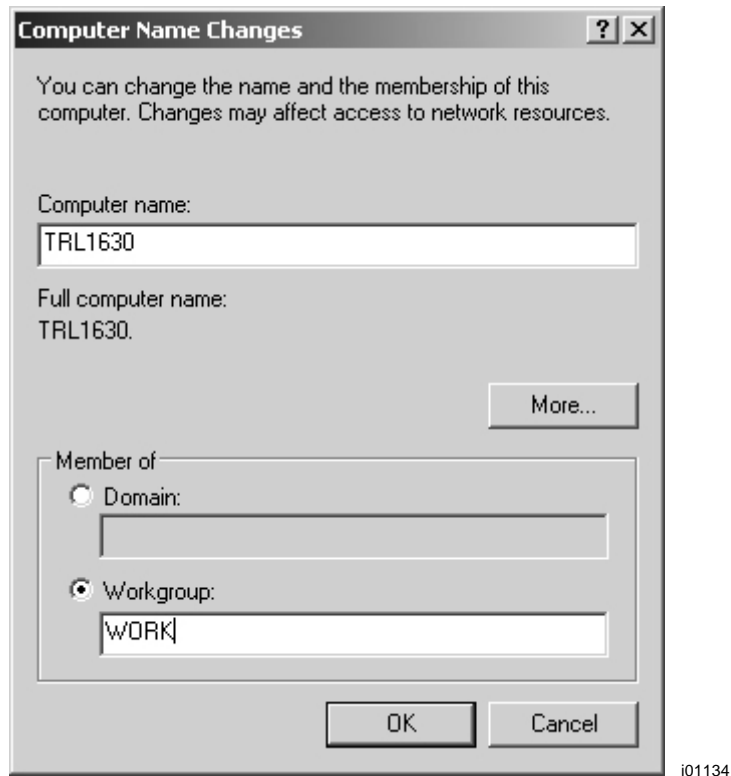 Computer Name Changes
You can change the name and the membership of this
computer. Changes may affect access to network resources.
Computer name:
TRL1630
Full computer name:
TRL1630.
More...
Member of
Domain:
Workgroup:
WORK
OK Cancel
i01134